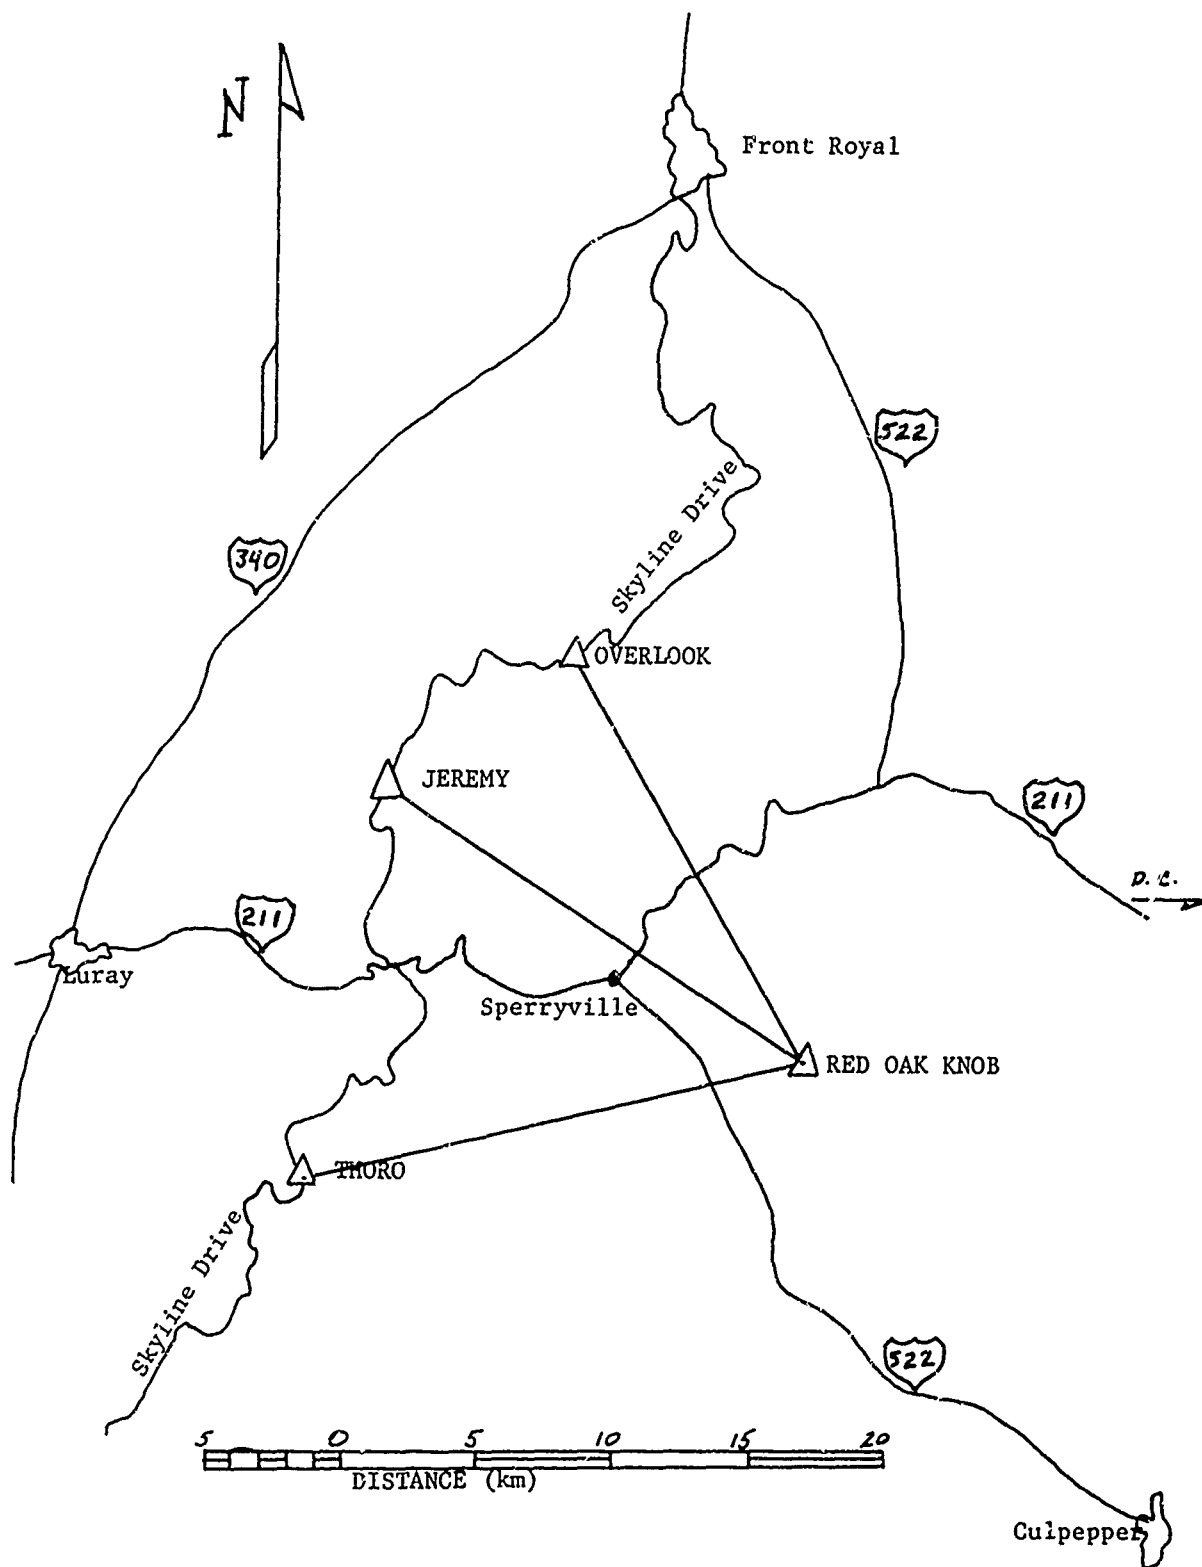 N
Front Royal
522
Skyline Drive
340
OVERLOOK
JEREMY
211
D.C.
211
Luray
Sperryville
RED OAK KNOB
THORO
Skyline Drive
522
5 0 5 10 15 20
DISTANCE (km)
Culpepper